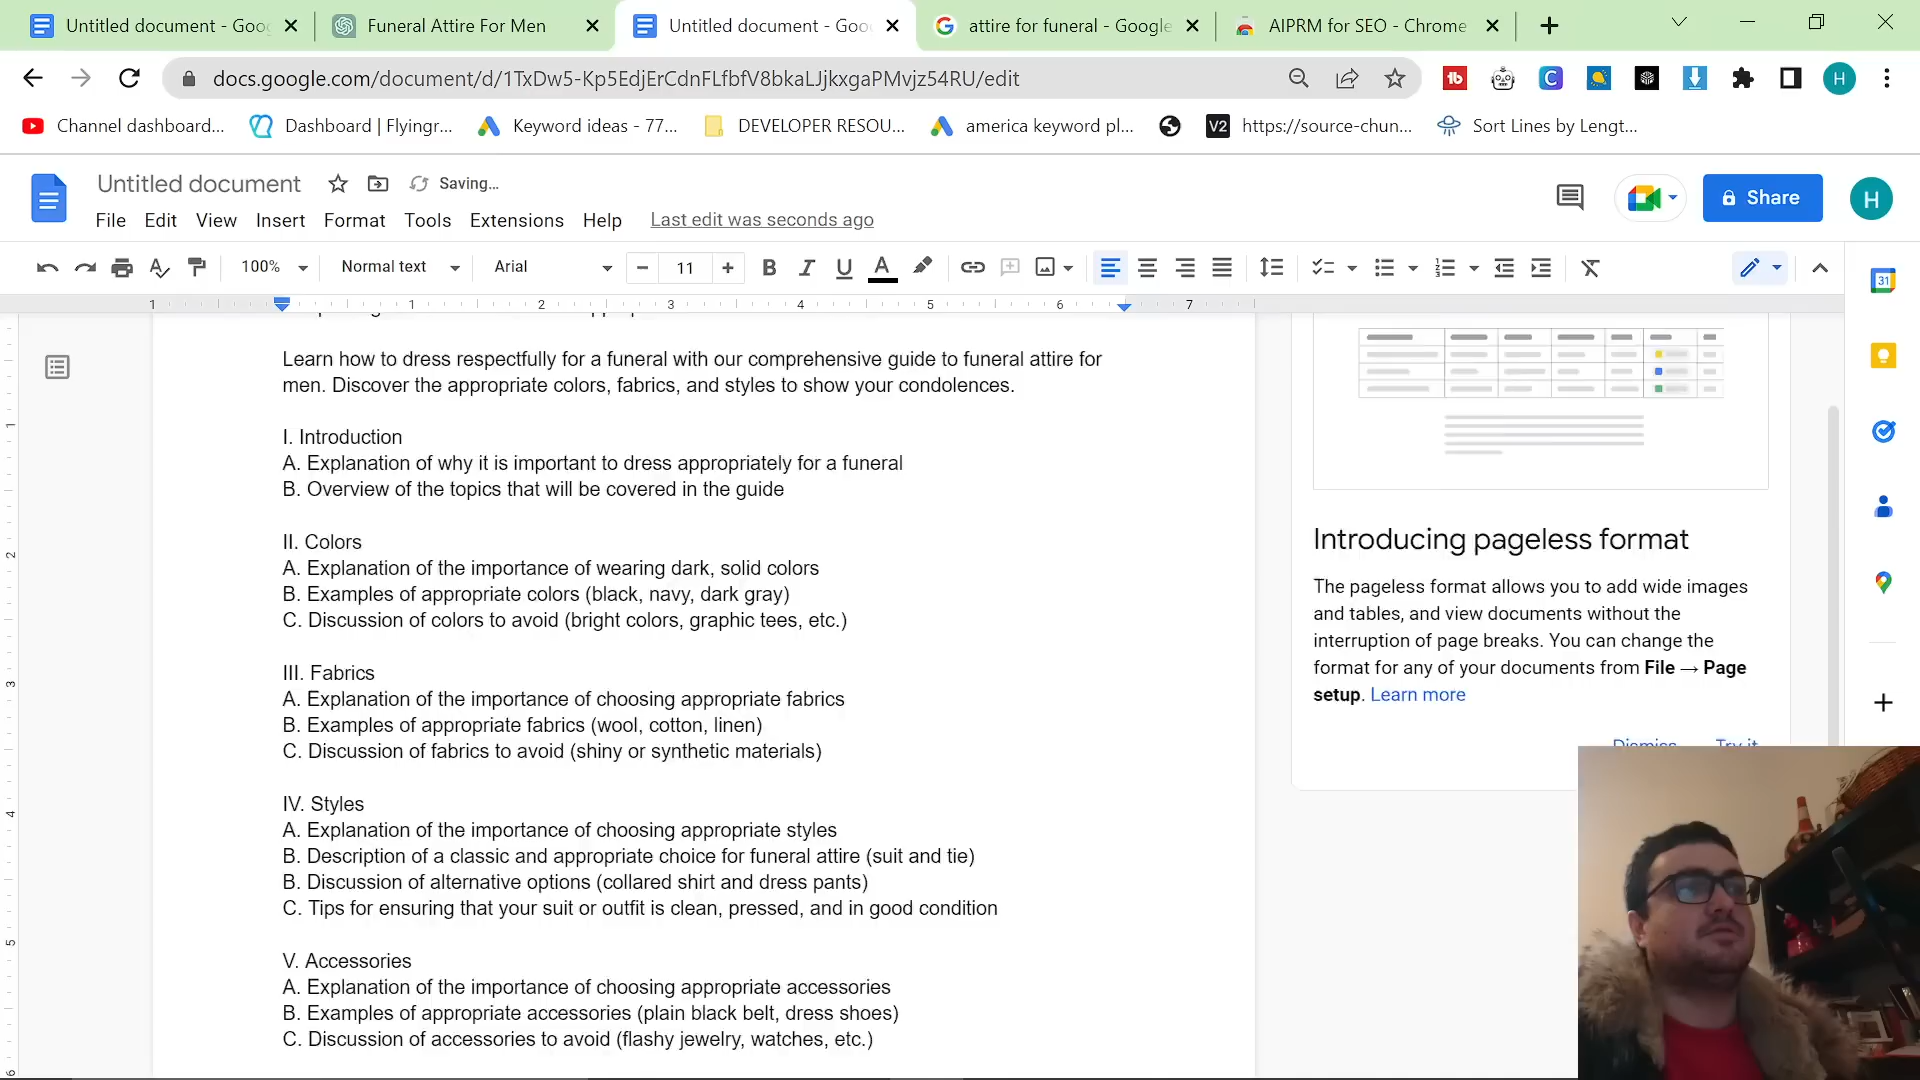 Untitled document - Goo
Funeral Attire For Men
Untitled document - Goo
attire for funeral - Google
AIPRM for SEO - Chrome
docs.google.com/document/d/1TxDw5-Kp5EdjErCdnFLfbfV8bkaLJjkxgaPMvjz54RU/edit
H
Channel dashboard...
Dashboard | Flyingr...
Keyword ideas - 77...
DEVELOPER RESOU...
america keyword pl...
V2
https://source-chun...
Sort Lines by Lengt...
Untitled document
Saving...
Share
H
File Edit View Insert Format Tools Extensions Help
Last edit was seconds ago
100%
Normal text
Arial
11
1 1 2 3 4 5 6 7
Learn how to dress respectfully for a funeral with our comprehensive guide to funeral attire for
men. Discover the appropriate colors, fabrics, and styles to show your condolences.
I. Introduction
A. Explanation of why it is important to dress appropriately for a funeral
B. Overview of the topics that will be covered in the guide
II. Colors
A. Explanation of the importance of wearing dark, solid colors
B. Examples of appropriate colors (black, navy, dark gray)
C. Discussion of colors to avoid (bright colors, graphic tees, etc.)
III. Fabrics
A. Explanation of the importance of choosing appropriate fabrics
B. Examples of appropriate fabrics (wool, cotton, linen)
C. Discussion of fabrics to avoid (shiny or synthetic materials)
IV. Styles
A. Explanation of the importance of choosing appropriate styles
B. Description of a classic and appropriate choice for funeral attire (suit and tie)
B. Discussion of alternative options (collared shirt and dress pants)
C. Tips for ensuring that your suit or outfit is clean, pressed, and in good condition
V. Accessories
A. Explanation of the importance of choosing appropriate accessories
B. Examples of appropriate accessories (plain black belt, dress shoes)
C. Discussion of accessories to avoid (flashy jewelry, watches, etc.)
Introducing pageless format
The pageless format allows you to add wide images
and tables, and view documents without the
interruption of page breaks. You can change the
format for any of your documents from File → Page
setup. Learn more
Dismiss Try it
31